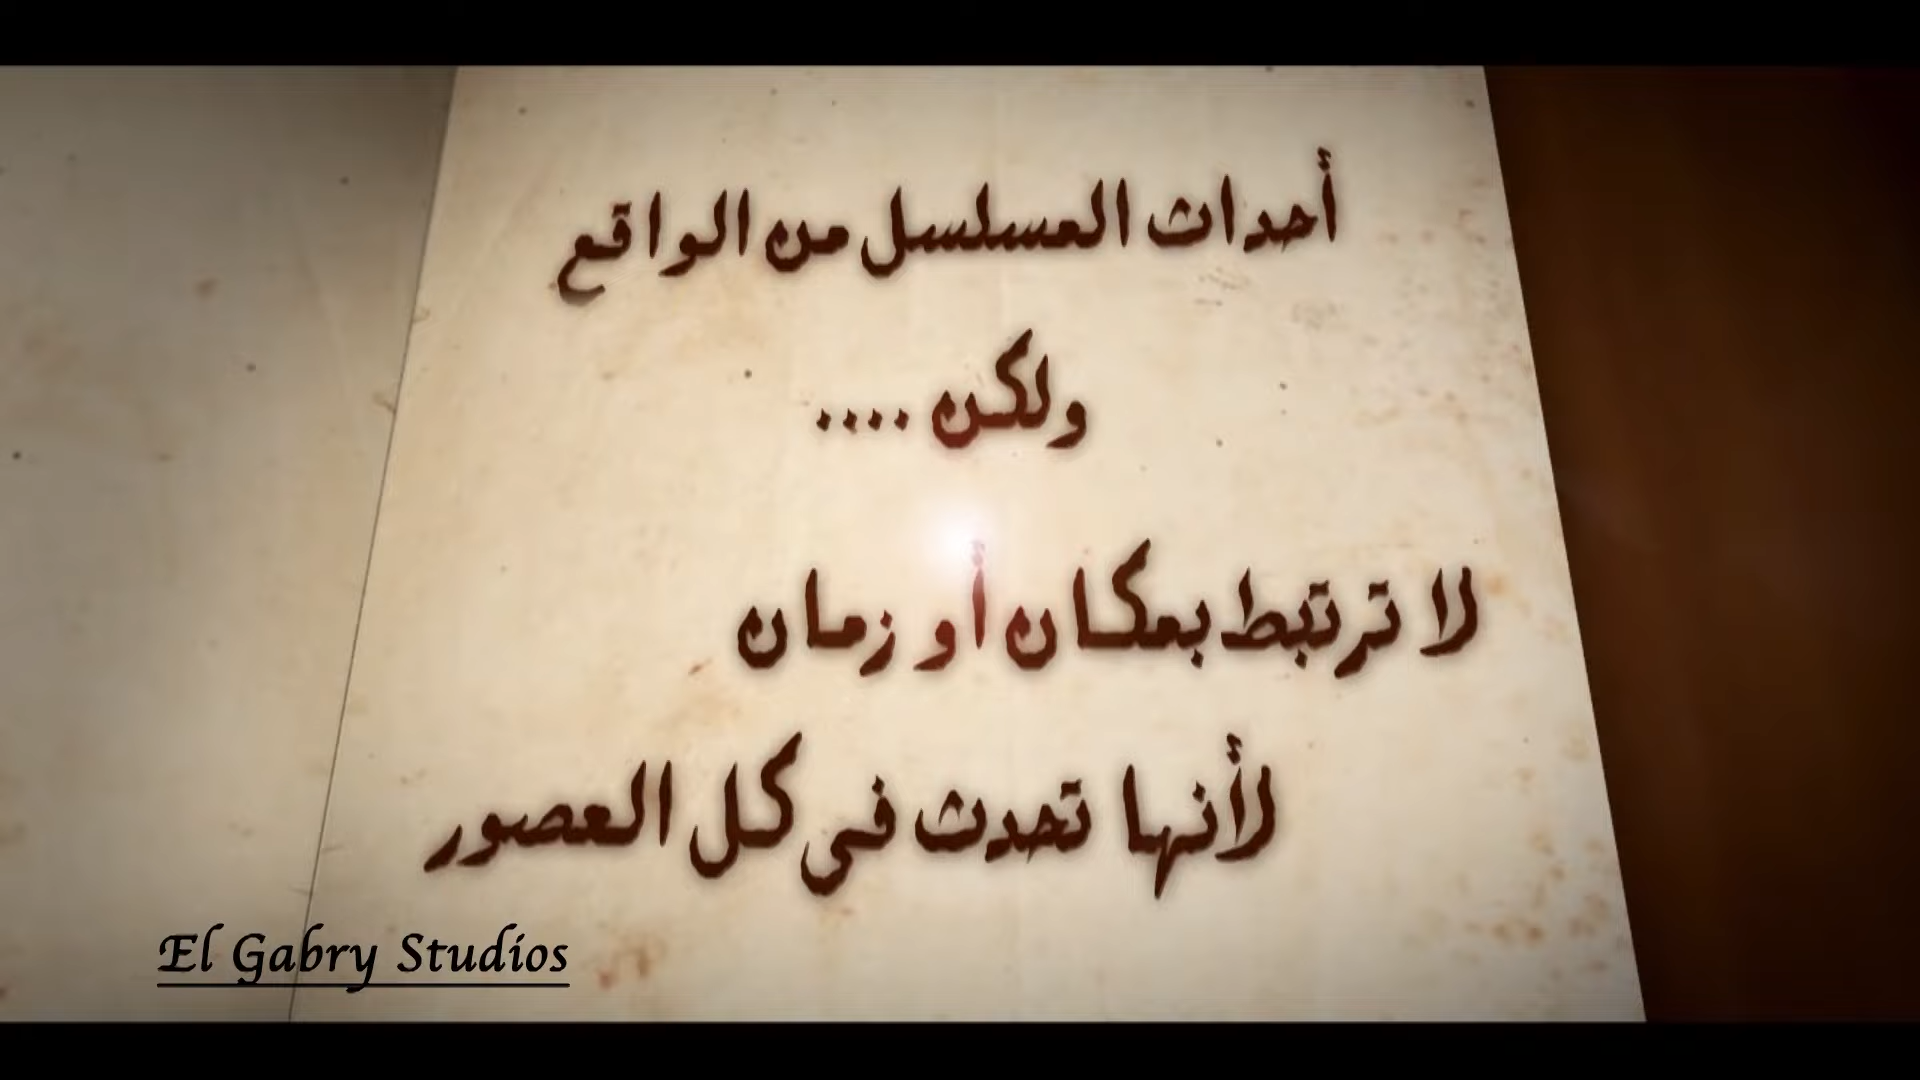 أحداث المسلسل من الواقع
ولكن ....
لا ترتبط بمكان أو زمان
لأنها تحدث في كل العصور
El Gabry Studios